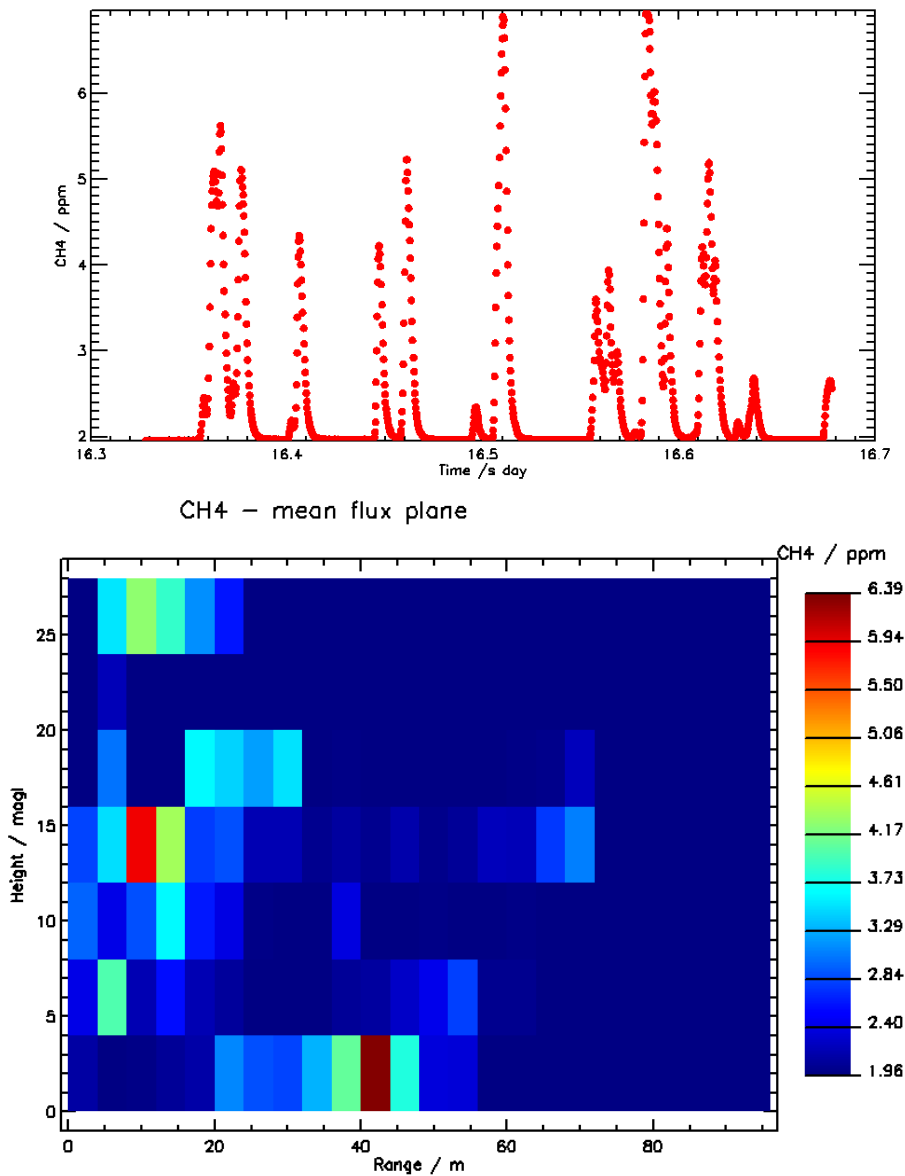 6
5
4
3
2
CH4 / ppm
16.3 16.4 16.5 16.6 16.7
Time /s day
CH4 – mean flux plane
CH4 / ppm
25
20
15
10
5
0
Height / magl
0 20 40 60 80
Range / m
6.39
5.94
5.50
5.06
4.61
4.17
3.73
3.29
2.84
2.40
1.96